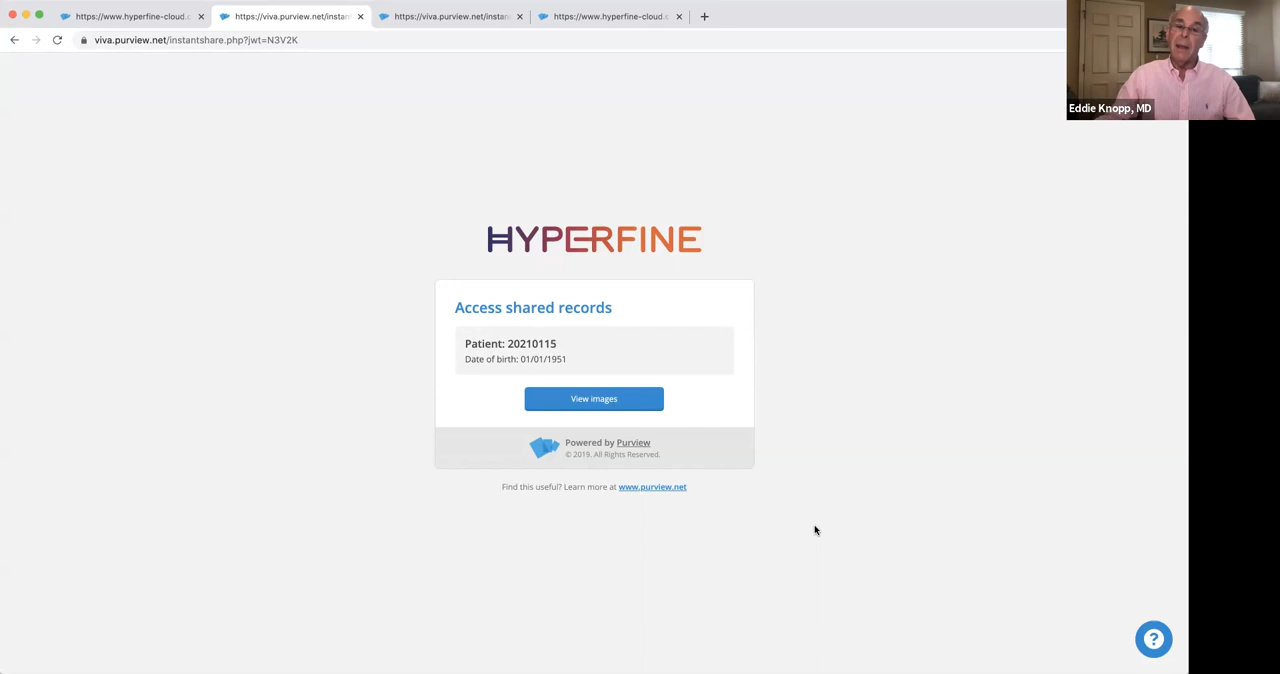 https://www.hyperfine-cloud.c
https://viva.purview.net/instant
https://viva.purview.net/instan
https://www.hyperfine-cloud.c
viva.purview.net/instantshare.php?jwt=N3V2K
Eddie Knopp, MD
HYPERFINE
Access shared records
Patient: 20210115
Date of birth: 01/01/1951
View images
Powered by Purview
© 2019. All Rights Reserved.
Find this useful? Learn more at www.purview.net
?